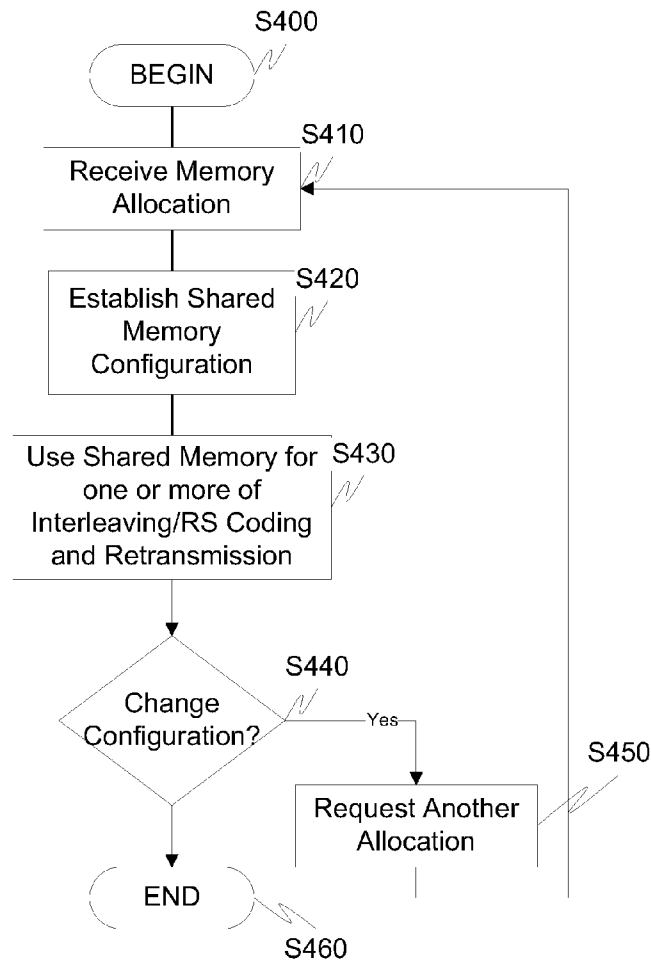 S400
BEGIN
S410
Receive Memory
Allocation
S420
Establish Shared
Memory
Configuration
S430
Use Shared Memory for
one or more of
Interleaving/RS Coding
and Retransmission
S440
Change
Configuration?
Yes
S450
Request Another
Allocation
END
S460